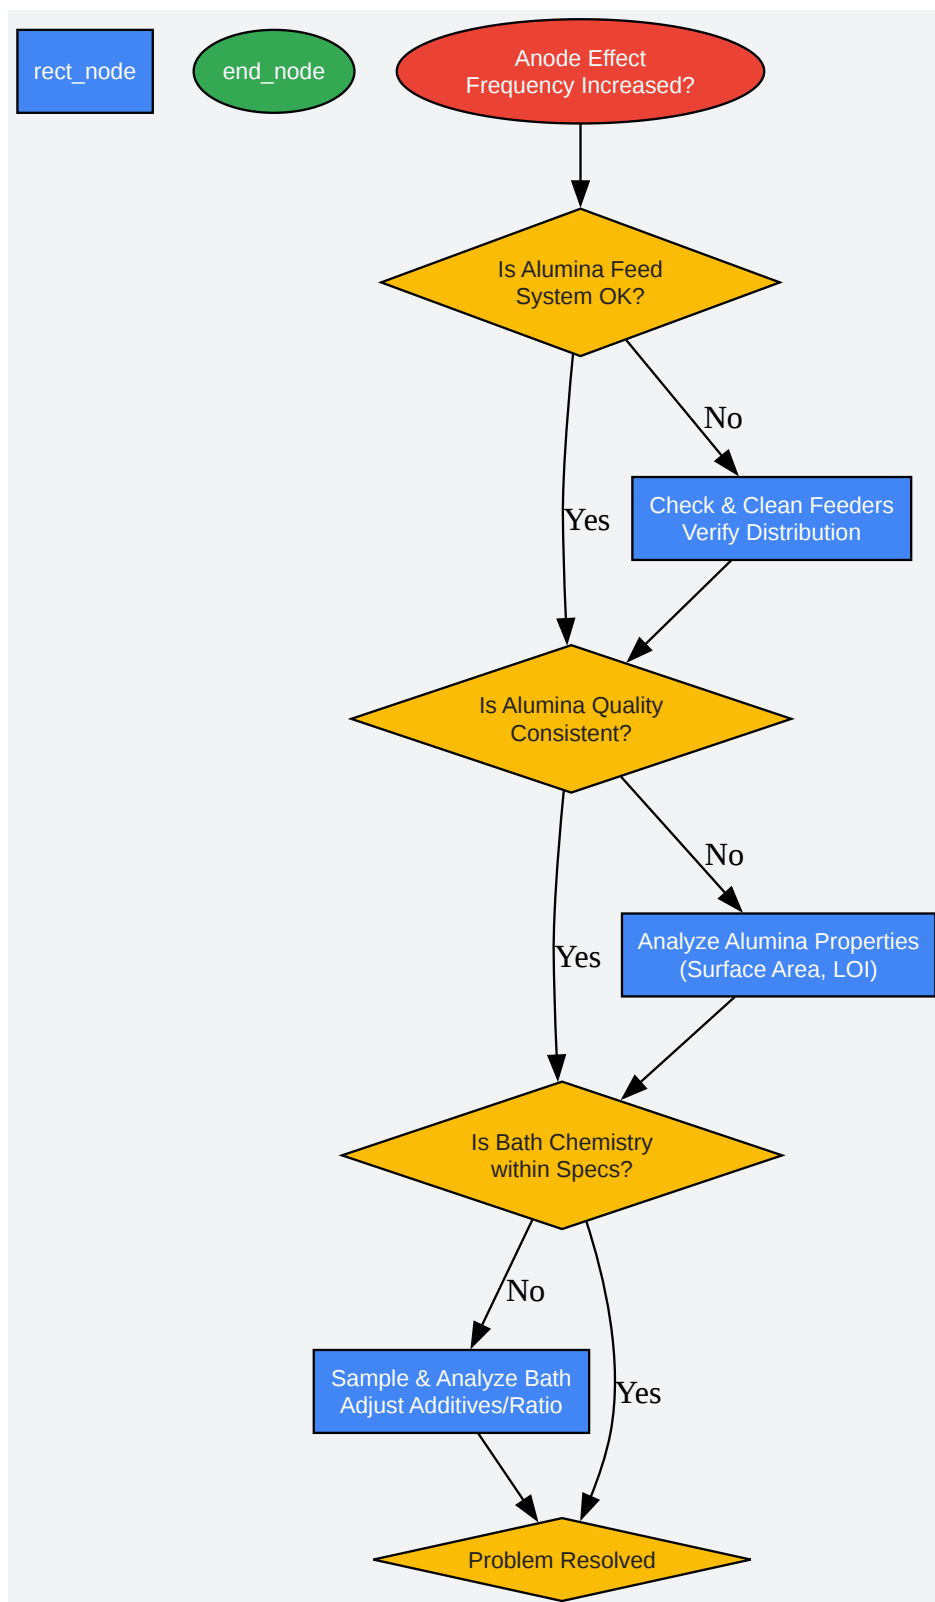 rect_node
end_node
Anode Effect
Frequency Increased?
Is Alumina Feed
System OK?
No
Yes
Check & Clean Feeders
Verify Distribution
Is Alumina Quality
Consistent?
No
Yes
Analyze Alumina Properties
(Surface Area, LOI)
Is Bath Chemistry
within Specs?
No
Sample & Analyze Bath
Adjust Additives/Ratio
Yes
Problem Resolved